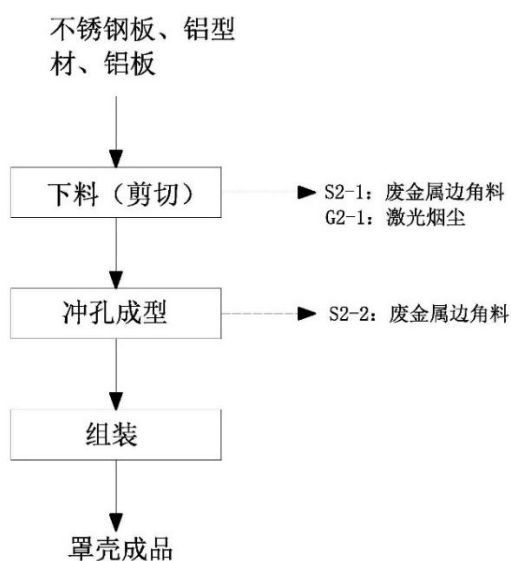 不锈钢板、铝型
材、铝板
下料（剪切）
S2-1：废金属边角料
G2-1：激光烟尘
冲孔成型
S2-2：废金属边角料
组装
罩壳成品